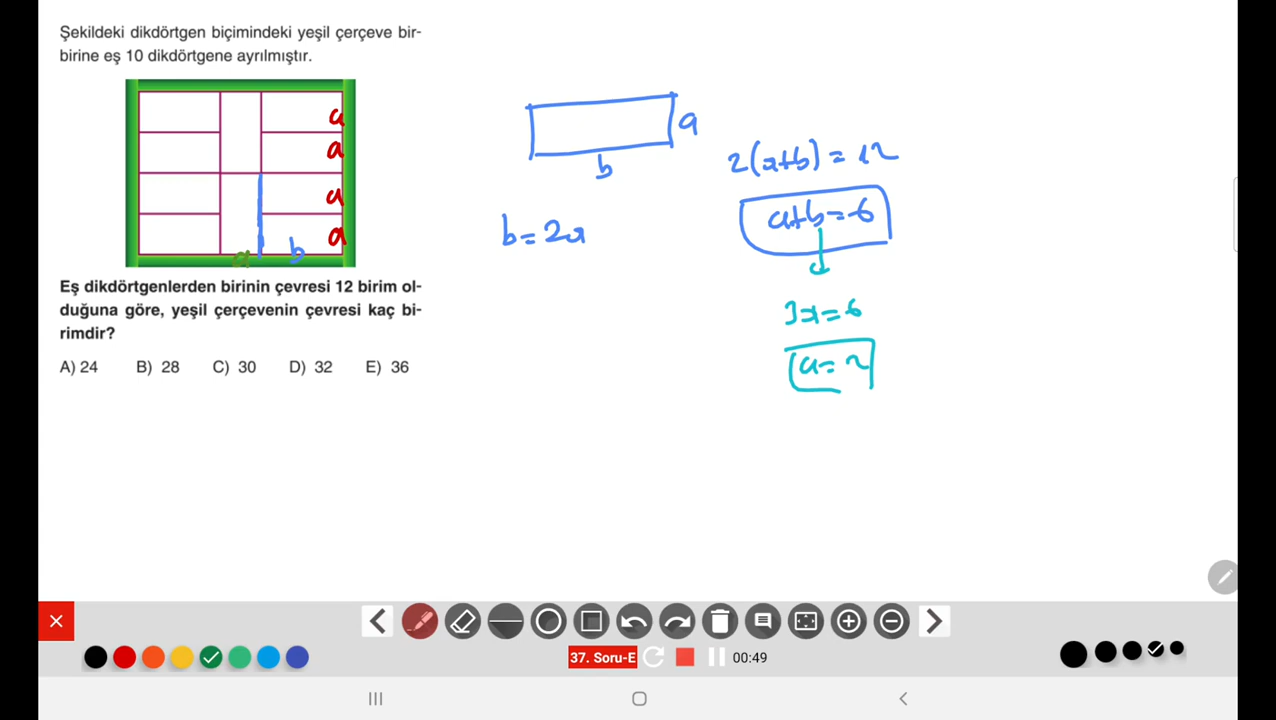 Şekildeki dikdörtgen biçimindeki yeşil çerçeve bir-
birine eş 10 dikdörtgene ayrılmıştır.
a
a
a
a
a
b
Eş dikdörtgenlerden birinin çevresi 12 birim ol-
duğuna göre, yeşil çerçevenin çevresi kaç bi-
rimdir?
A) 24 B) 28 C) 30 D) 32 E) 36
a
b
b=2a
2(a+b)=12
a+b=6
3a=6
a=2
37. Soru-E
00:49